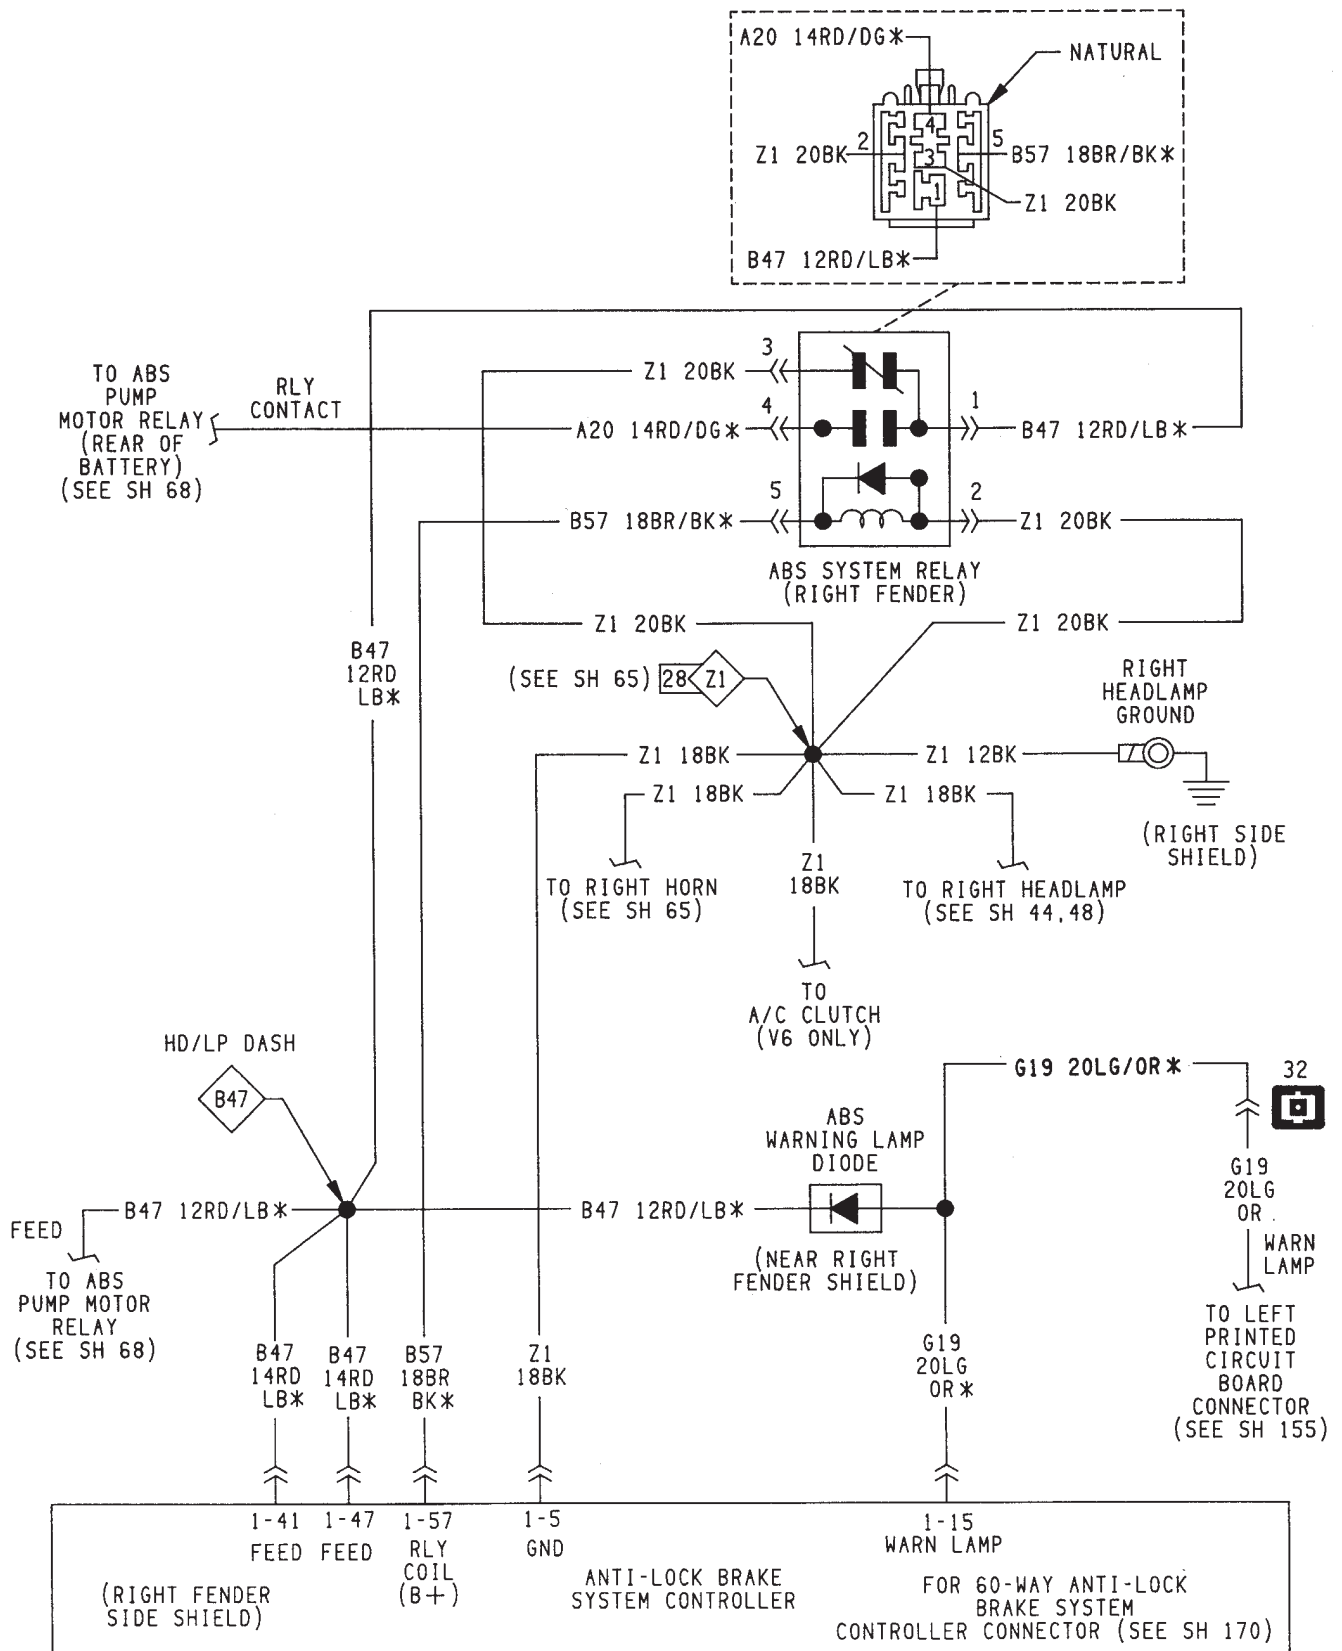 A20 14RD/DG*
NATURAL
4
2
5
Z1 20BK
3
B57 18BR/BK*
1
Z1 20BK
B47 12RD/LB*
TO ABS
PUMP
MOTOR RELAY
(REAR OF
BATTERY)
(SEE SH 68)
RLY
CONTACT
Z1 20BK
3
A20 14RD/DG*
4
1
B47 12RD/LB*
B57 18BR/BK*
5
2
Z1 20BK
ABS SYSTEM RELAY
(RIGHT FENDER)
Z1 20BK
Z1 20BK
B47
12RD
LB*
(SEE SH 65)
28
Z1
RIGHT
HEADLAMP
GROUND
Z1 18BK
Z1 12BK
Z1 18BK
Z1 18BK
(RIGHT SIDE
SHIELD)
TO RIGHT HORN
(SEE SH 65)
Z1
18BK
TO RIGHT HEADLAMP
(SEE SH 44,48)
TO
A/C CLUTCH
(V6 ONLY)
HD/LP DASH
B47
G19 20LG/OR*
32
ABS
WARNING LAMP
DIODE
G19
20LG
OR
WARN
LAMP
B47 12RD/LB*
B47 12RD/LB*
FEED
(NEAR RIGHT
FENDER SHIELD)
TO ABS
PUMP MOTOR
RELAY
(SEE SH 68)
TO LEFT
PRINTED
CIRCUIT
BOARD
CONNECTOR
(SEE SH 155)
B47
14RD
LB*
B47
14RD
LB*
B57
18BR
BK*
Z1
18BK
G19
20LG
OR*
1-41
FEED
1-47
FEED
1-57
RLY
COIL
(B+)
1-5
GND
1-15
WARN LAMP
(RIGHT FENDER
SIDE SHIELD)
ANTI-LOCK BRAKE
SYSTEM CONTROLLER
FOR 60-WAY ANTI-LOCK
BRAKE SYSTEM
CONTROLLER CONNECTOR (SEE SH 170)